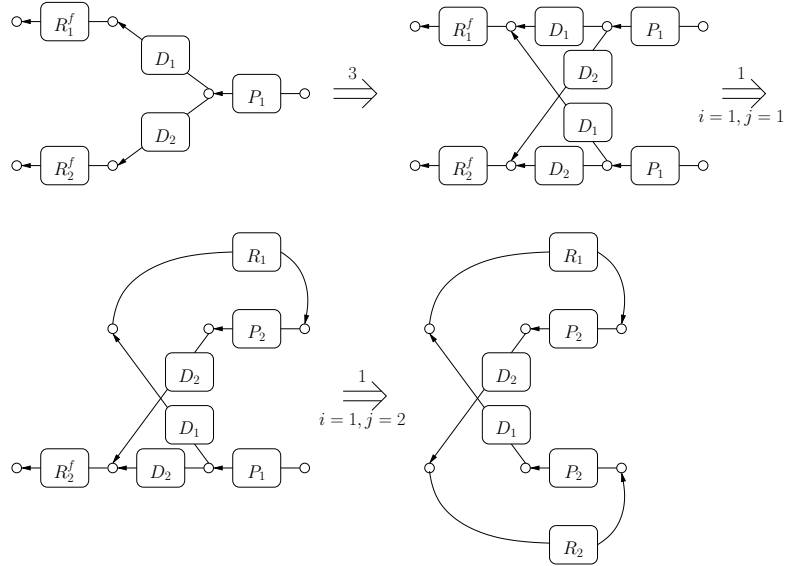 R_1^f D_1 D_2 P_1 R_2^f
3
R_1^f D_1 P_1 D_2 D_1 R_2^f D_2 P_1
1
i = 1, j = 1
R_1 P_2 D_2 D_1 R_2^f D_2 P_1
1
i = 1, j = 2
R_1 P_2 D_2 D_1 P_2 R_2